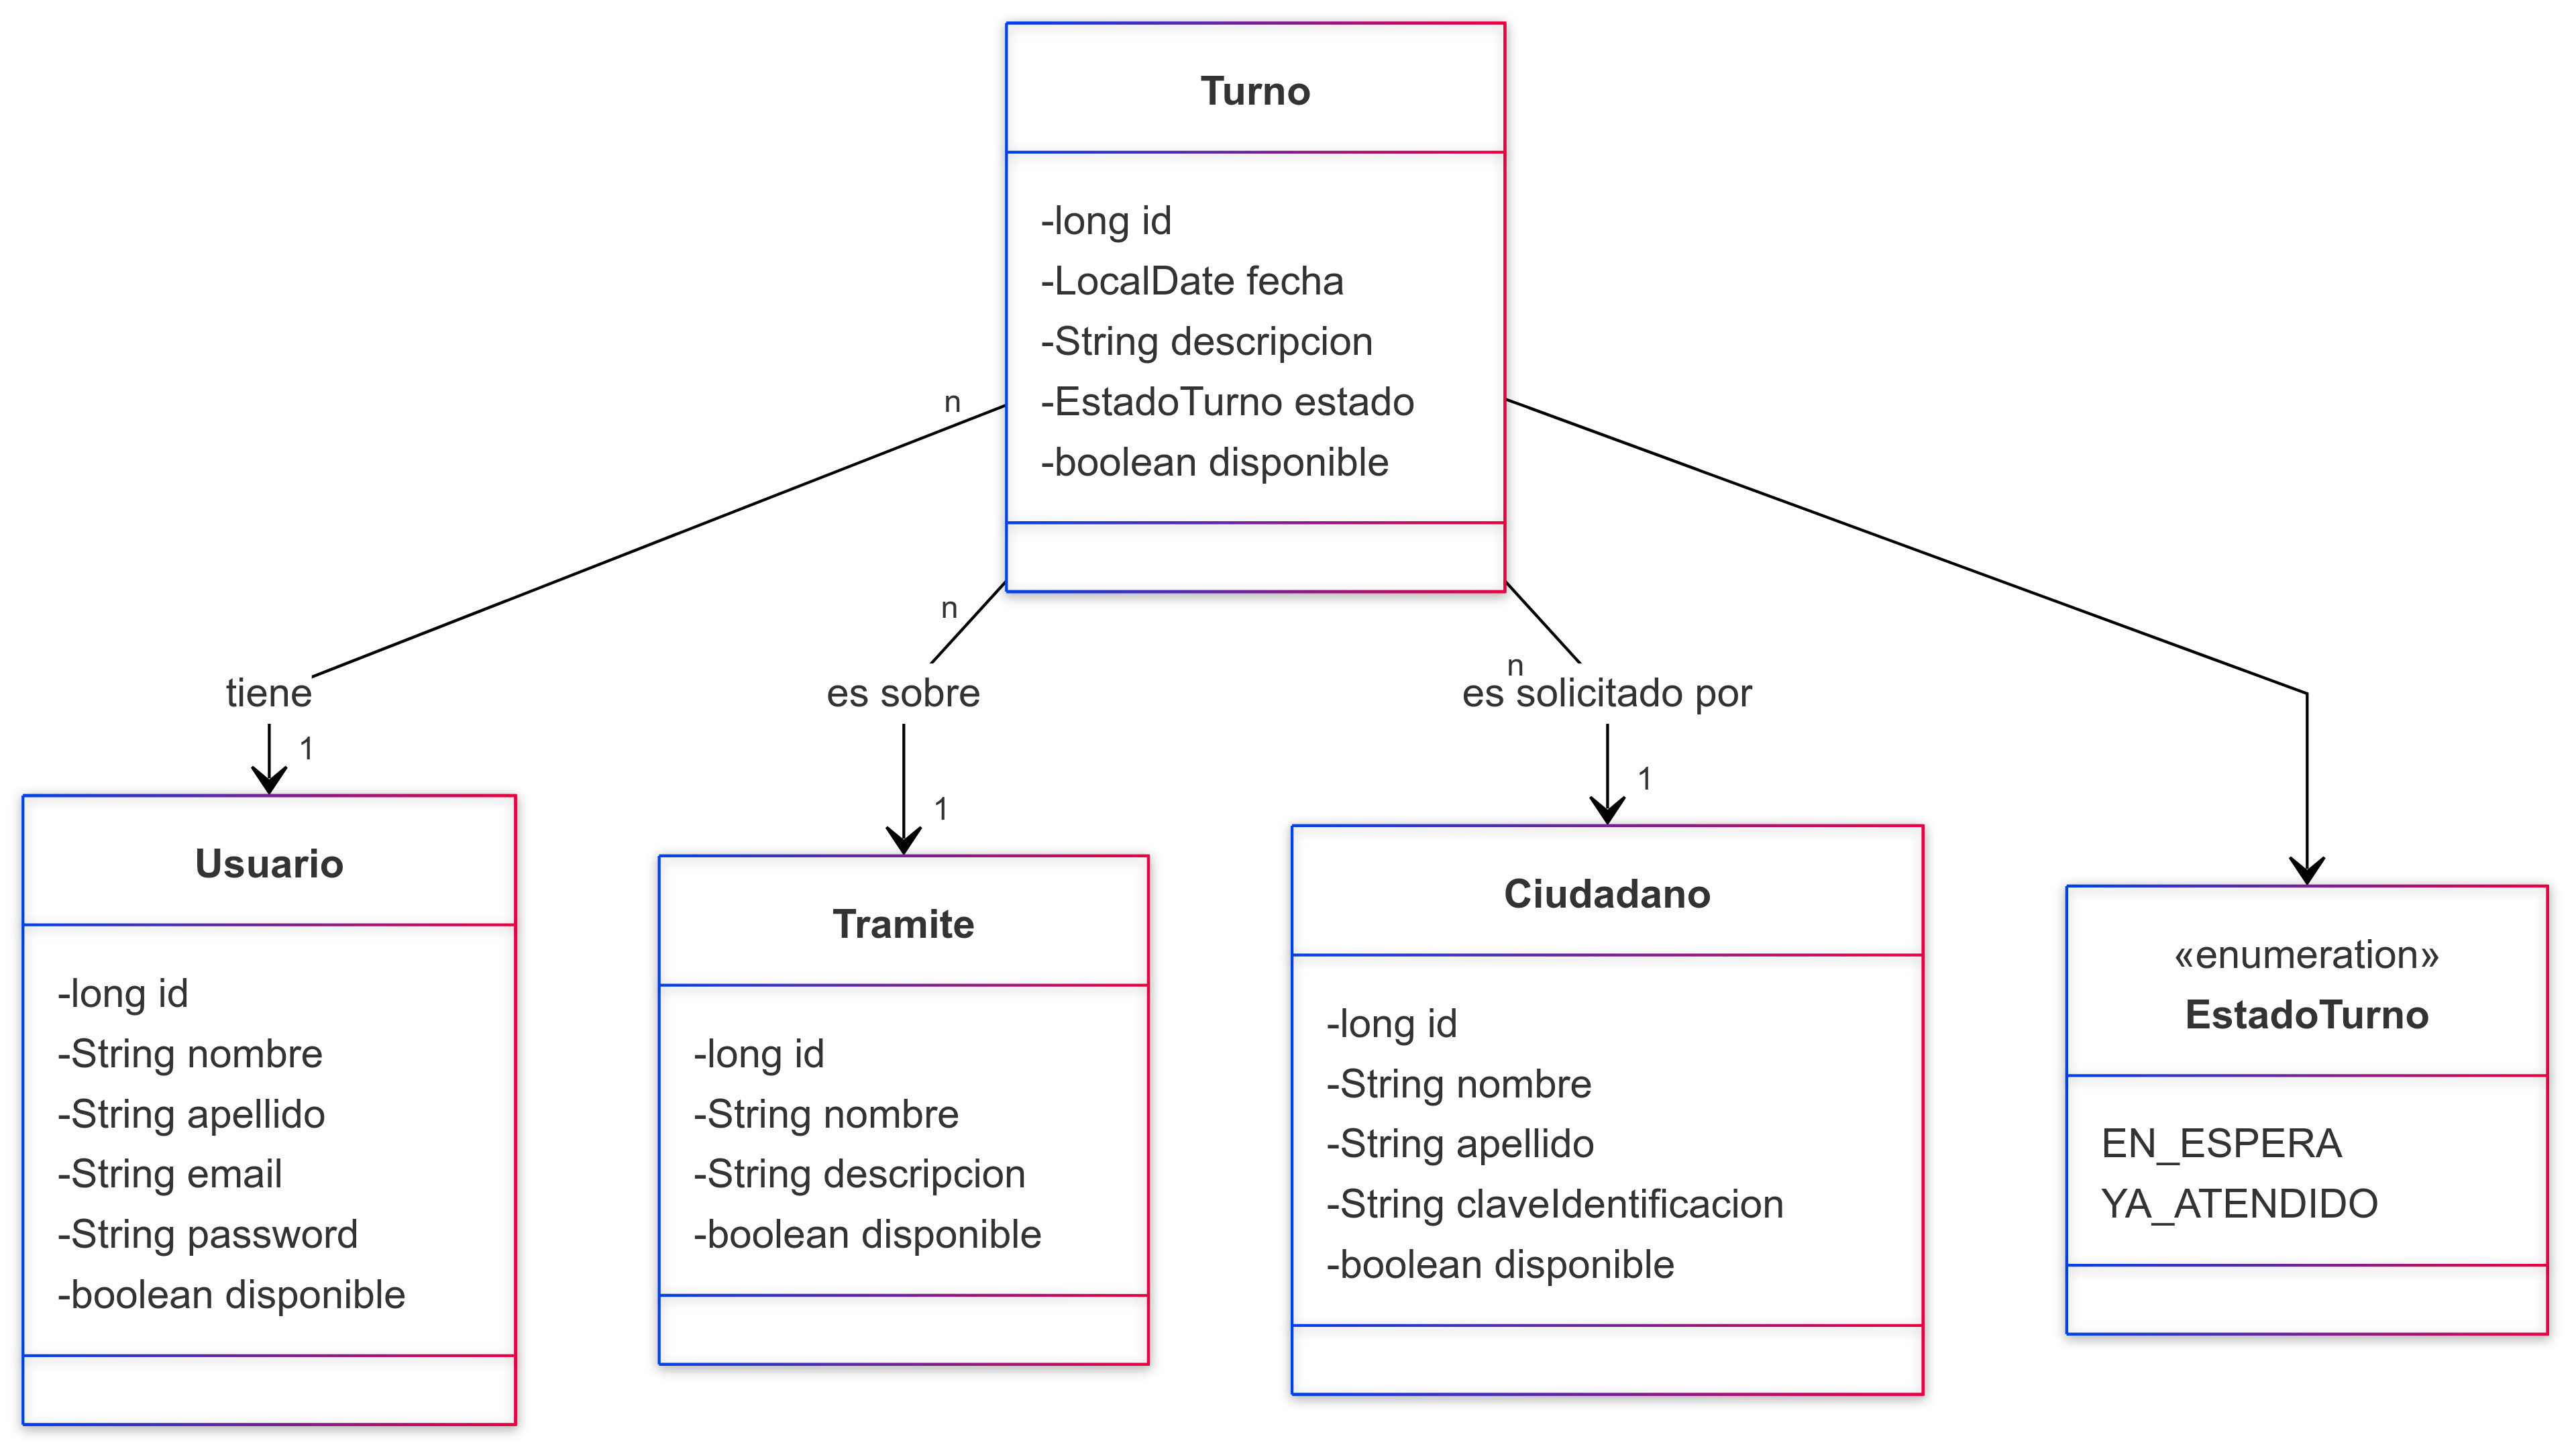 Turno
-long id
-LocalDate fecha
-String descripcion
-EstadoTurno estado
-boolean disponible
n
n
n
tiene
es sobre
es solicitado por
1
1
1
Usuario
-long id
-String nombre
-String apellido
-String email
-String password
-boolean disponible
Tramite
-long id
-String nombre
-String descripcion
-boolean disponible
Ciudadano
-long id
-String nombre
-String apellido
-String claveIdentificacion
-boolean disponible
«enumeration»
EstadoTurno
EN_ESPERA
YA_ATENDIDO